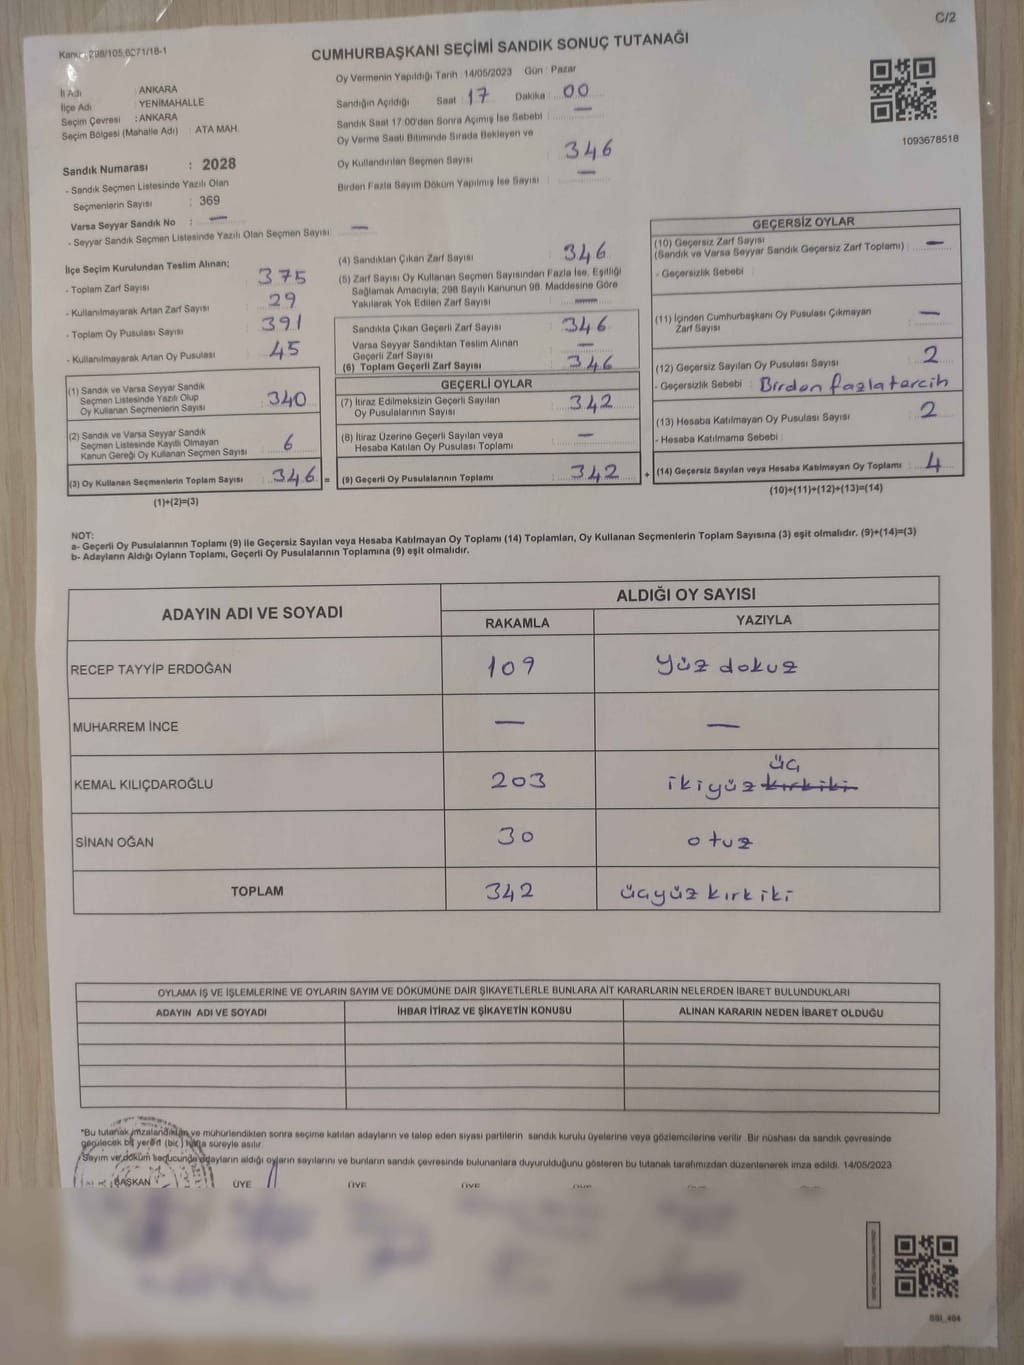 C/2
Kanun: 298/105,6271/18-1
CUMHURBAŞKANI SEÇİMİ SANDIK SONUÇ TUTANAĞI
Oy Vermenin Yapıldığı Tarih : 14/05/2023 Gün : Pazar
İl Adı : ANKARA
İlçe Adı : YENİMAHALLE
Seçim Çevresi : ANKARA
Seçim Bölgesi (Mahalle Adı) : ATA MAH.
Sandığın Açıldığı Saat : 17 Dakika : 00
Sandık Saat 17:00'den Sonra Açılmış İse Sebebi : —
Oy Verme Saati Bitiminde Sırada Bekleyen ve
Oy Kullandırılan Seçmen Sayısı : 346
Birden Fazla Sayım Döküm Yapılmış İse Sayısı : —
1093678518
Sandık Numarası : 2028
- Sandık Seçmen Listesinde Yazılı Olan
Seçmenlerin Sayısı : 369
Varsa Seyyar Sandık No : —
- Seyyar Sandık Seçmen Listesinde Yazılı Olan Seçmen Sayısı: —
İlçe Seçim Kurulundan Teslim Alınan;
- Toplam Zarf Sayısı 375
- Kullanılmayarak Artan Zarf Sayısı 29
- Toplam Oy Pusulası Sayısı 391
- Kullanılmayarak Artan Oy Pusulası 45
(1) Sandık ve Varsa Seyyar Sandık
Seçmen Listesinde Yazılı Olup
Oy Kullanan Seçmenlerin Sayısı 340
(2) Sandık ve Varsa Seyyar Sandık
Seçmen Listesinde Kayıtlı Olmayan
Kanun Gereği Oy Kullanan Seçmen Sayısı 6
(3) Oy Kullanan Seçmenlerin Toplam Sayısı 346 =
(1)+(2)=(3)
(4) Sandıktan Çıkan Zarf Sayısı 346
(5) Zarf Sayısı Oy Kullanan Seçmen Sayısından Fazla İse, Eşitliği
Sağlamak Amacıyla, 298 Sayılı Kanunun 98. Maddesine Göre
Yakılarak Yok Edilen Zarf Sayısı —
Sandıkta Çıkan Geçerli Zarf Sayısı 346
Varsa Seyyar Sandıktan Teslim Alınan
Geçerli Zarf Sayısı —
(6) Toplam Geçerli Zarf Sayısı 346
GEÇERLİ OYLAR
(7) İtiraz Edilmeksizin Geçerli Sayılan
Oy Pusulalarının Sayısı 342
(8) İtiraz Üzerine Geçerli Sayılan veya
Hesaba Katılan Oy Pusulası Toplamı —
(9) Geçerli Oy Pusulalarının Toplamı 342 +
GEÇERSİZ OYLAR
(10) Geçersiz Zarf Sayısı
(Sandık ve Varsa Seyyar Sandık Geçersiz Zarf Toplamı) : —
- Geçersizlik Sebebi :
(11) İçinden Cumhurbaşkanı Oy Pusulası Çıkmayan
Zarf Sayısı : —
(12) Geçersiz Sayılan Oy Pusulası Sayısı 2
- Geçersizlik Sebebi : Birden fazla tercih
(13) Hesaba Katılmayan Oy Pusulası Sayısı 2
- Hesaba Katılmama Sebebi :
(14) Geçersiz Sayılan veya Hesaba Katılmayan Oy Toplamı : 4
(10)+(11)+(12)+(13)=(14)
NOT:
a- Geçerli Oy Pusulalarının Toplamı (9) ile Geçersiz Sayılan veya Hesaba Katılmayan Oy Toplamı (14) Toplamları, Oy Kullanan Seçmenlerin Toplam Sayısına (3) eşit olmalıdır. (9)+(14)=(3)
b- Adayların Aldığı Oyların Toplamı, Geçerli Oy Pusulalarının Toplamına (9) eşit olmalıdır.
ADAYIN ADI VE SOYADI ALDIĞI OY SAYISI
RAKAMLA YAZIYLA
RECEP TAYYİP ERDOĞAN 109 yüz dokuz
MUHARREM İNCE — —
KEMAL KILIÇDAROĞLU 203 ikiyüz kırkiki üç
SİNAN OĞAN 30 otuz
TOPLAM 342 üçyüz kırk iki
OYLAMA İŞ VE İŞLEMLERİNE VE OYLARIN SAYIM VE DÖKÜMÜNE DAİR ŞİKAYETLERLE BUNLARA AİT KARARLARIN NELERDEN İBARET BULUNDUKLARI
ADAYIN ADI VE SOYADI İHBAR İTİRAZ VE ŞİKAYETİN KONUSU ALINAN KARARIN NEDEN İBARET OLDUĞU
*Bu tutanak imzalandıktan ve mühürlendikten sonra seçime katılan adayların ve talep eden siyasi partilerin sandık kurulu üyelerine veya gözlemcilerine verilir. Bir nüshası da sandık çevresinde
görülecek bir yere 7 (bir) hafta süreyle asılır.
Sayım ve döküm sonucunda adayların aldığı oyların sayılarını ve bunların sandık çevresinde bulunanlara duyurulduğunu gösteren bu tutanak tarafımızdan düzenlenerek imza edildi. 14/05/2023
BAŞKAN ÜYE ÜYE ÜYE